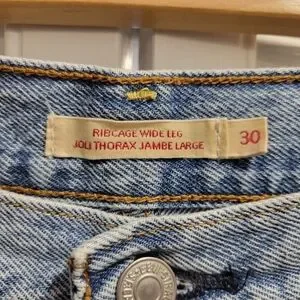 RIBCAGE WIDE LEG
JOLI THORAX JAMBE LARGE
30